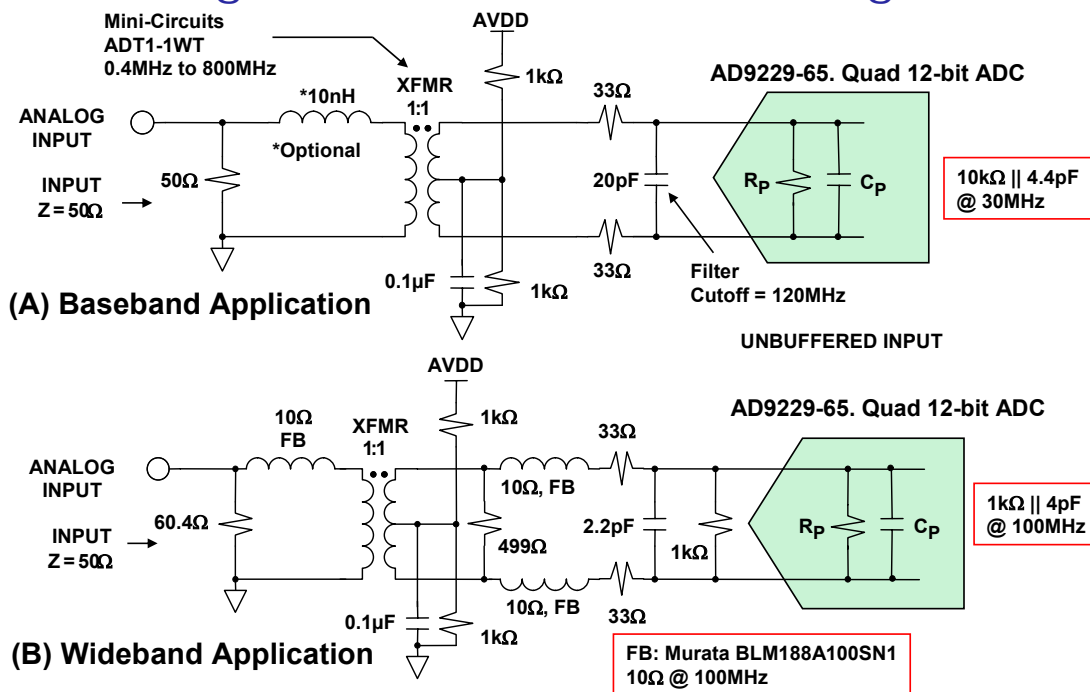 Mini-Circuits
ADT1-1WT
0.4MHz to 800MHz
AVDD
1kΩ
AD9229-65. Quad 12-bit ADC
XFMR
1:1
33Ω
*10nH
ANALOG
INPUT
*Optional
INPUT
Z = 50Ω
50Ω
20pF
RP
CP
10kΩ || 4.4pF
@ 30MHz
33Ω
0.1µF
1kΩ
Filter
Cutoff = 120MHz
(A) Baseband Application
UNBUFFERED INPUT
AVDD
1kΩ
AD9229-65. Quad 12-bit ADC
10Ω
FB
XFMR
1:1
33Ω
ANALOG
INPUT
10Ω, FB
INPUT
Z = 50Ω
60.4Ω
499Ω
2.2pF
1kΩ
RP
CP
1kΩ || 4pF
@ 100MHz
10Ω, FB
33Ω
0.1µF
1kΩ
(B) Wideband Application
FB: Murata BLM188A100SN1
10Ω @ 100MHz